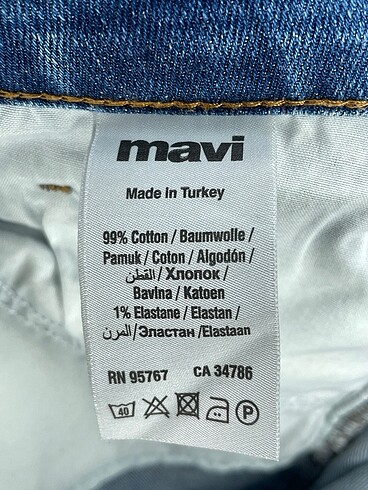 mavi
Made In Turkey
99% Cotton / Baumwolle /
Pamuk / Coton / Algodón /
القطن / Хлопок /
Bavlna / Katoen
1% Elastane / Elastan /
المرن / Эластан /Elastaan
RN 95767 CA 34786
40 P